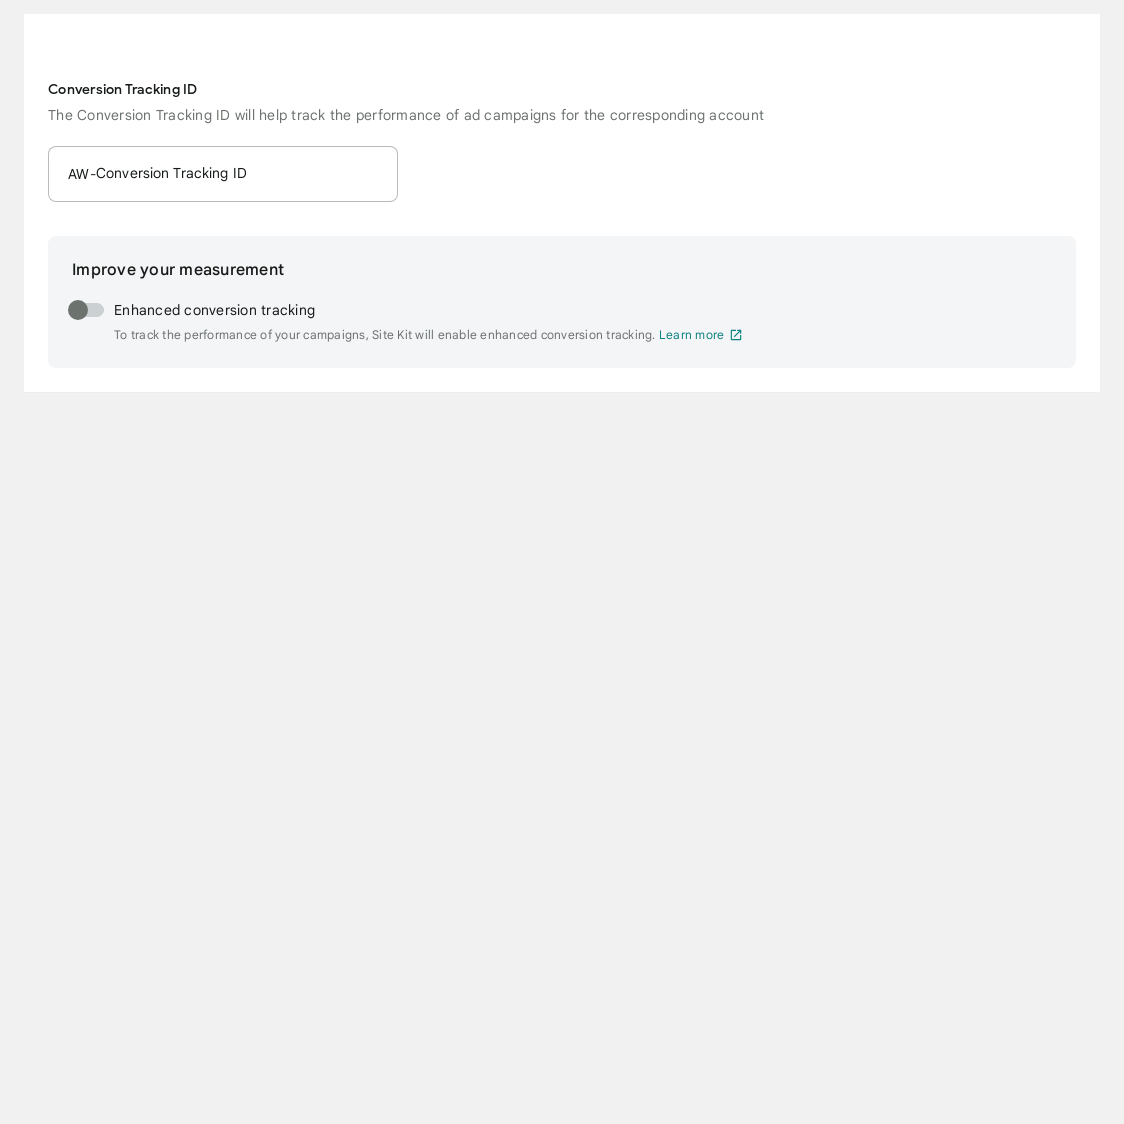 Conversion Tracking ID
The Conversion Tracking ID will help track the performance of ad campaigns for the corresponding account
AW-Conversion Tracking ID
Improve your measurement
Enhanced conversion tracking
To track the performance of your campaigns, Site Kit will enable enhanced conversion tracking. Learn more